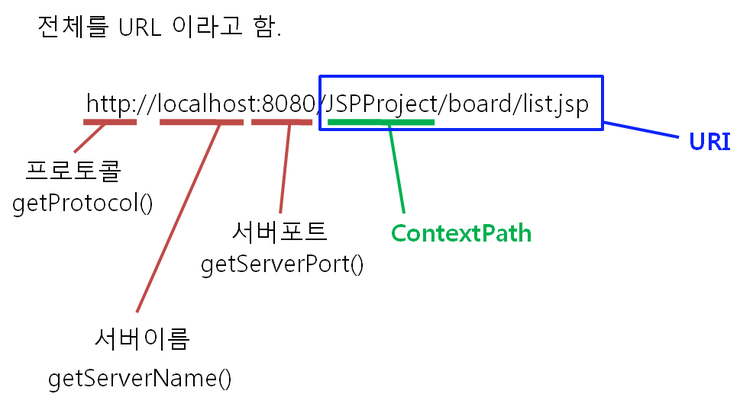 전체를 URL 이라고 함.
http://localhost:8080/JSPProject/board/list.jsp
URI
프로토콜
getProtocol()
서버포트
getServerPort()
ContextPath
서버이름
getServerName()